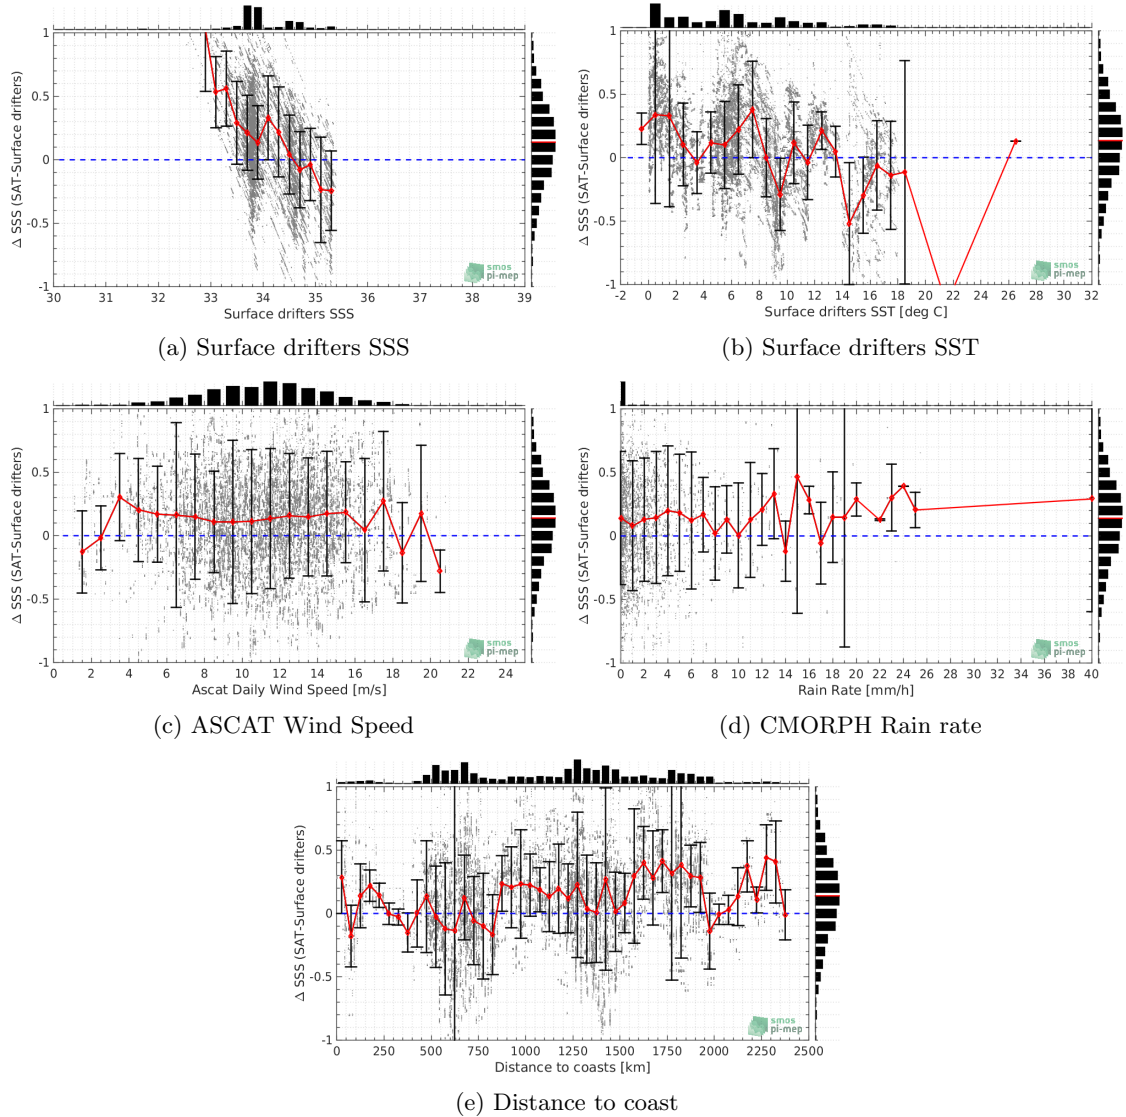 1
0.5
0
-0.5
-1
Δ SSS (SAT-Surface drifters)
30 31 32 33 34 35 36 37 38 39
Surface drifters SSS
smos
pi-mep
(a) Surface drifters SSS
1
0.5
0
-0.5
-1
Δ SSS (SAT-Surface drifters)
-2 0 2 4 6 8 10 12 14 16 18 20 22 24 26 28 30 32
Surface drifters SST [deg C]
smos
pi-mep
(b) Surface drifters SST
1
0.5
0
-0.5
-1
Δ SSS (SAT-Surface drifters)
0 2 4 6 8 10 12 14 16 18 20 22 24
Ascat Daily Wind Speed [m/s]
smos
pi-mep
(c) ASCAT Wind Speed
1
0.5
0
-0.5
-1
Δ SSS (SAT-Surface drifters)
0 2 4 6 8 10 12 14 16 18 20 22 24 26 28 30 32 34 36 38 40
Rain Rate [mm/h]
smos
pi-mep
(d) CMORPH Rain rate
1
0.5
0
-0.5
-1
Δ SSS (SAT-Surface drifters)
0 250 500 750 1000 1250 1500 1750 2000 2250 2500
Distance to coasts [km]
smos
pi-mep
(e) Distance to coast